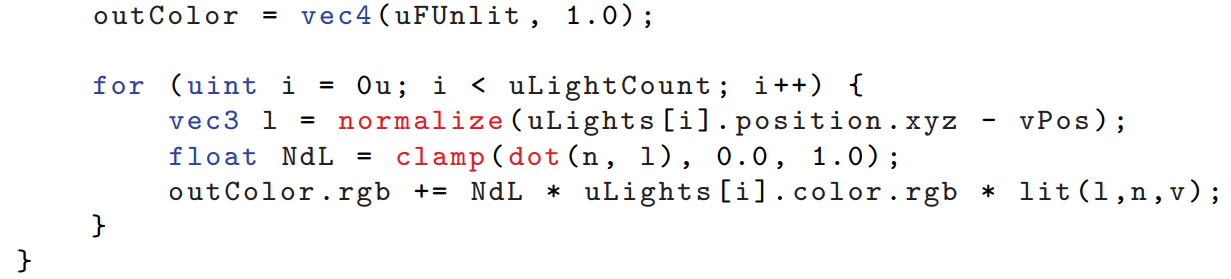 outColor = vec4(uFUnlit, 1.0);
for (uint i = 0u; i < uLightCount; i++) {
vec3 l = normalize(uLights[i].position.xyz - vPos);
float NdL = clamp(dot(n, l), 0.0, 1.0);
outColor.rgb += NdL * uLights[i].color.rgb * lit(l,n,v);
}
}